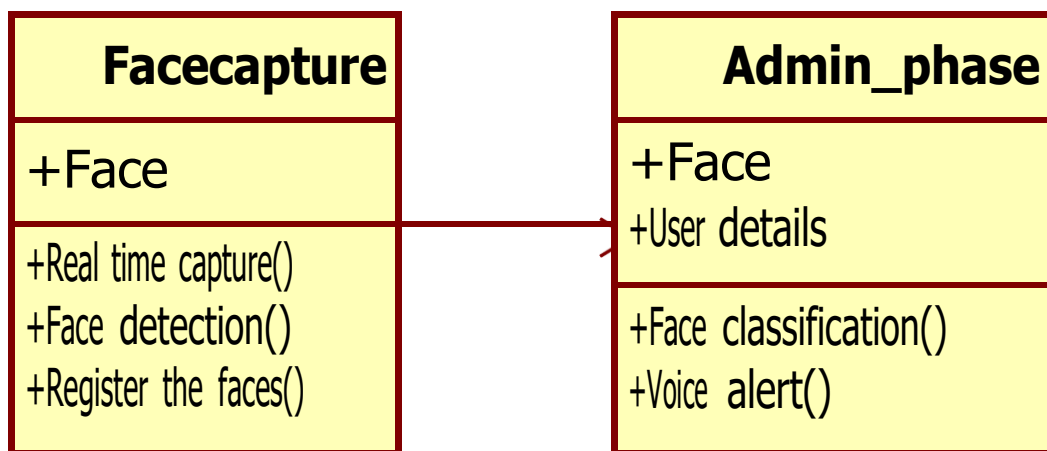 Facecapture
+Face
+Real time capture()
+Face detection()
+Register the faces()
Admin_phase
+Face
+User details
+Face classification()
+Voice alert()